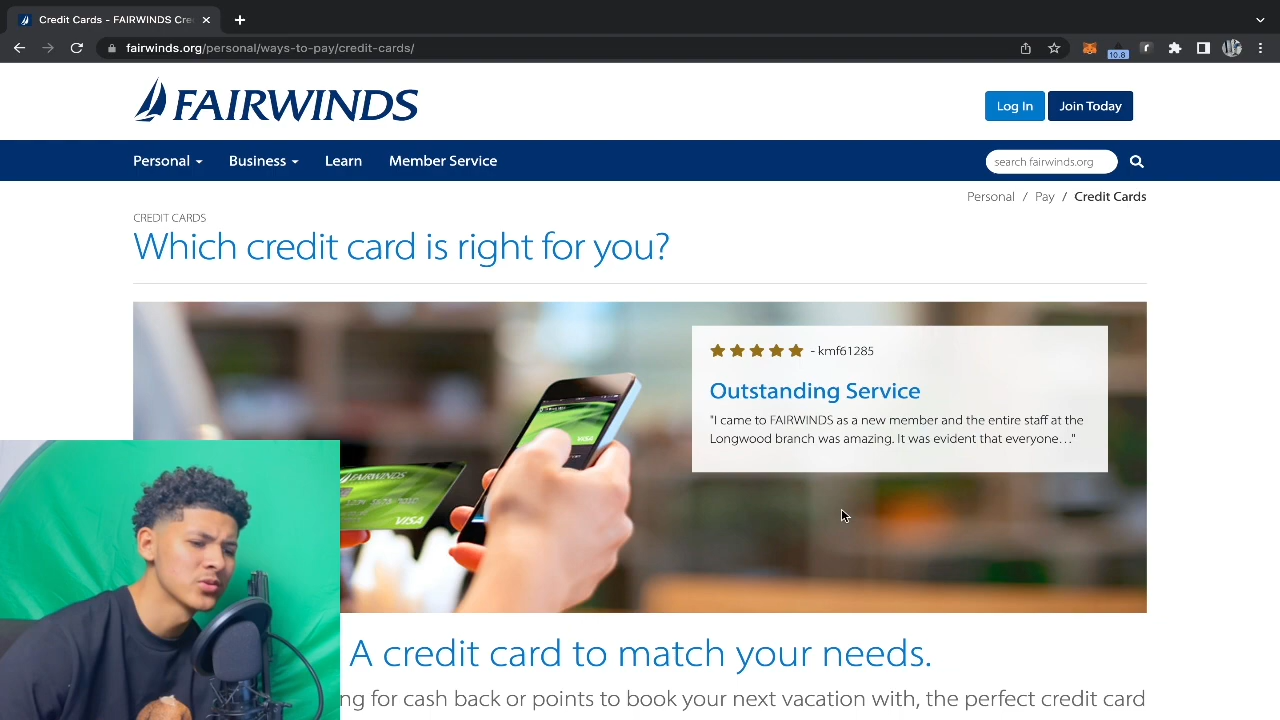 Credit Cards - FAIRWINDS Cre
fairwinds.org/personal/ways-to-pay/credit-cards/
10.8
FAIRWINDS
Log In
Join Today
Personal
Business
Learn
Member Service
search fairwinds.org
Personal / Pay / Credit Cards
CREDIT CARDS
Which credit card is right for you?
- kmf61285
Outstanding Service
"I came to FAIRWINDS as a new member and the entire staff at the
Longwood branch was amazing. It was evident that everyone…"
FAIRWINDS
VISA
VISA
A credit card to match your needs.
ng for cash back or points to book your next vacation with, the perfect credit card